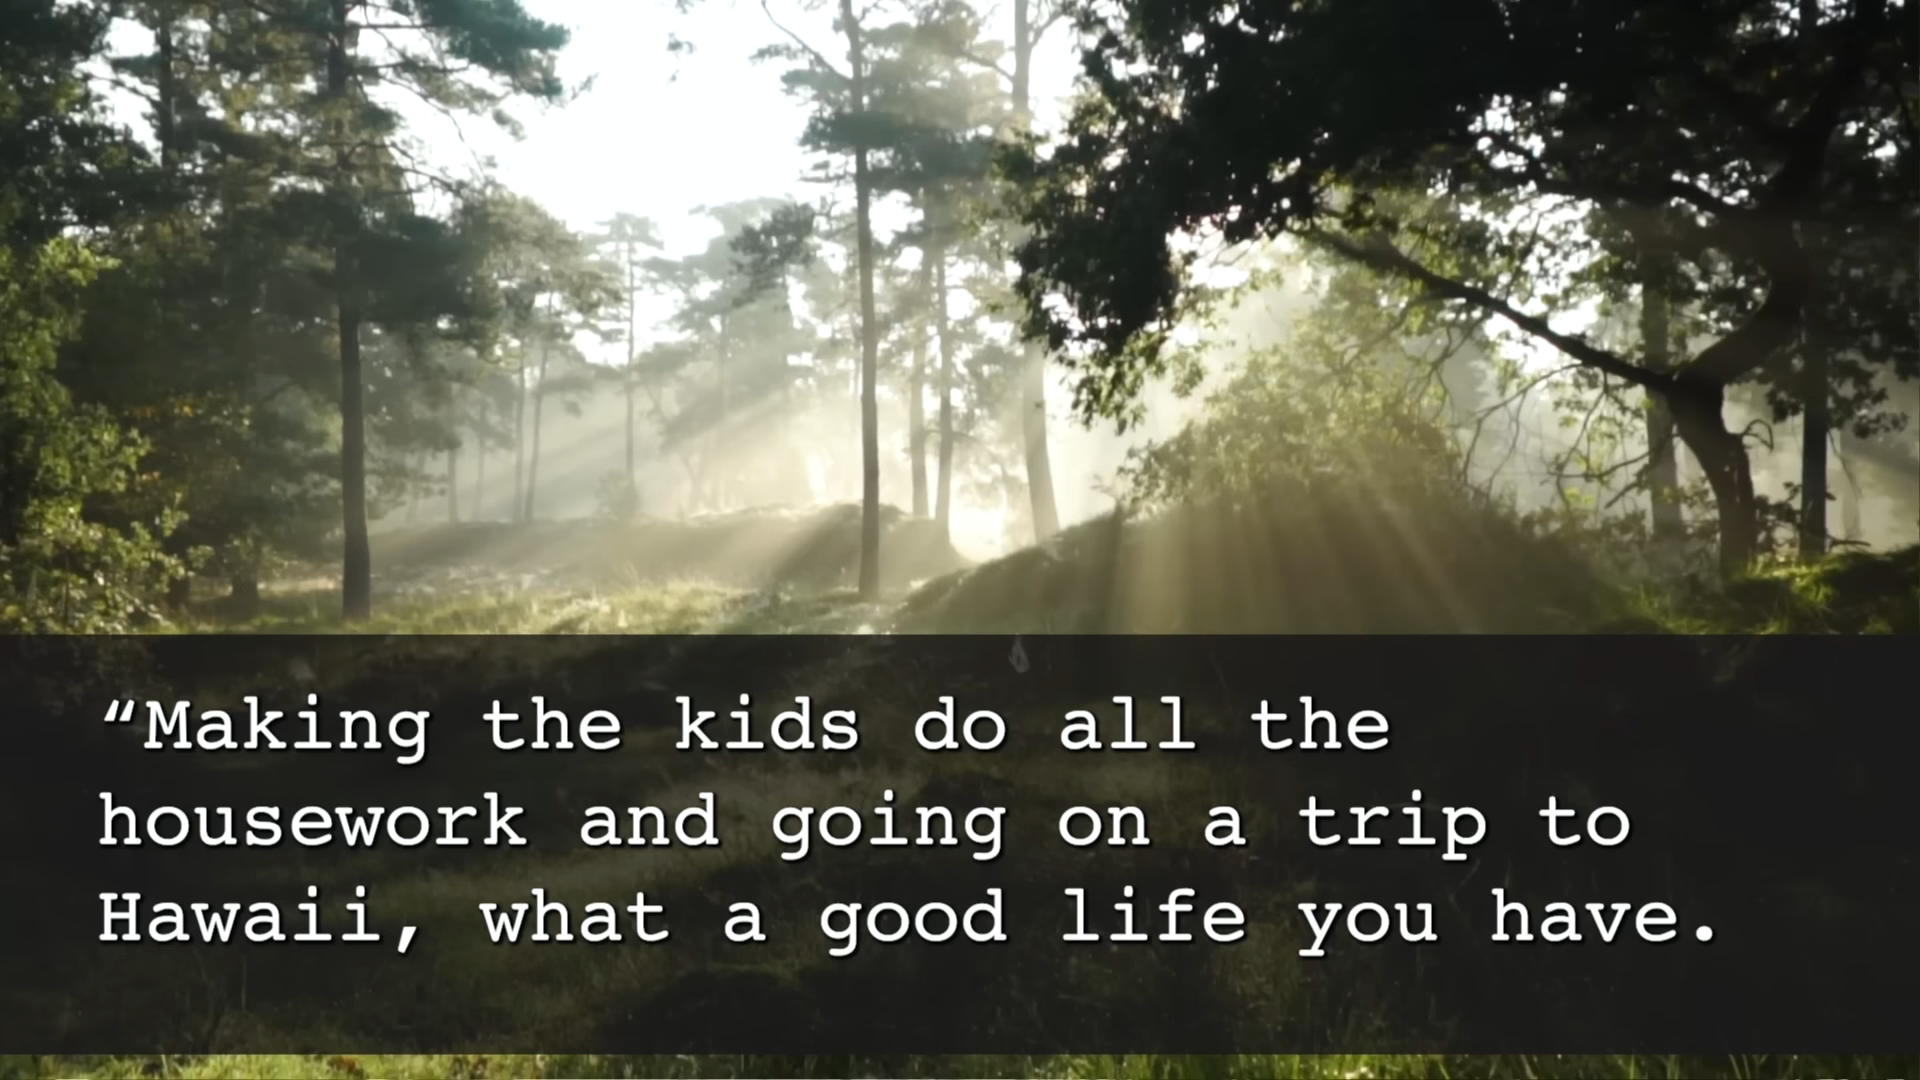 “Making the kids do all the
housework and going on a trip to
Hawaii, what a good life you have.